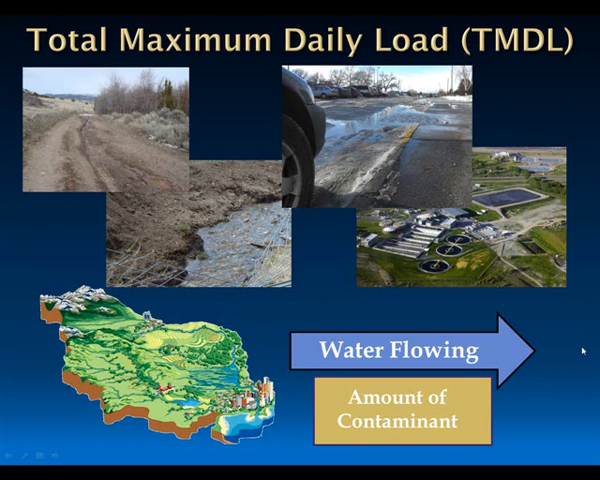 Total Maximum Daily Load (TMDL)
Water Flowing
Amount of
Contaminant